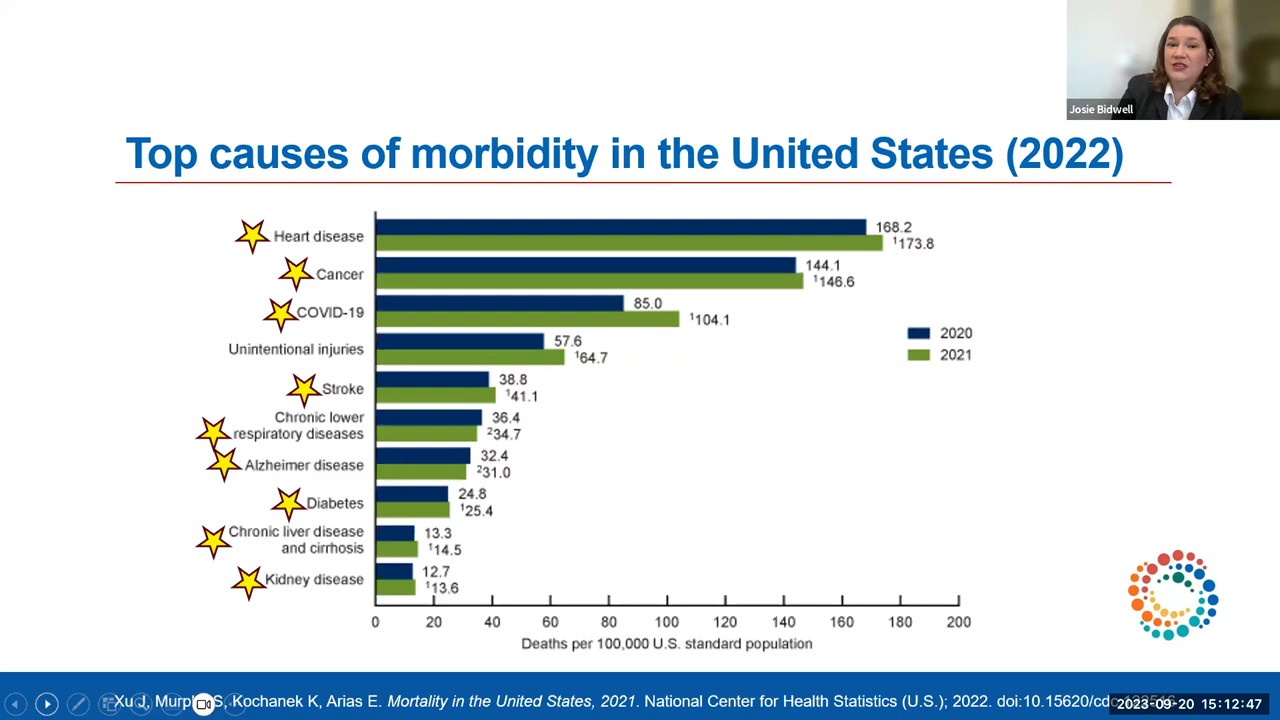 Josie Bidwell
Top causes of morbidity in the United States (2022)
Heart disease
168.2
1173.8
Cancer
144.1
1146.6
COVID-19
85.0
1104.1
Unintentional injuries
57.6
164.7
2020
2021
Stroke
38.8
141.1
Chronic lower
respiratory diseases
36.4
234.7
Alzheimer disease
32.4
231.0
Diabetes
24.8
125.4
Chronic liver disease
and cirrhosis
13.3
114.5
Kidney disease
12.7
113.6
0 20 40 60 80 100 120 140 160 180 200
Deaths per 100,000 U.S. standard population
Xu J, S, Kochanek K, Arias E. Mortality in the United States, 2021. National Center for Health Statistics (U.S.); 2022.
2023-09-20 15:12:47